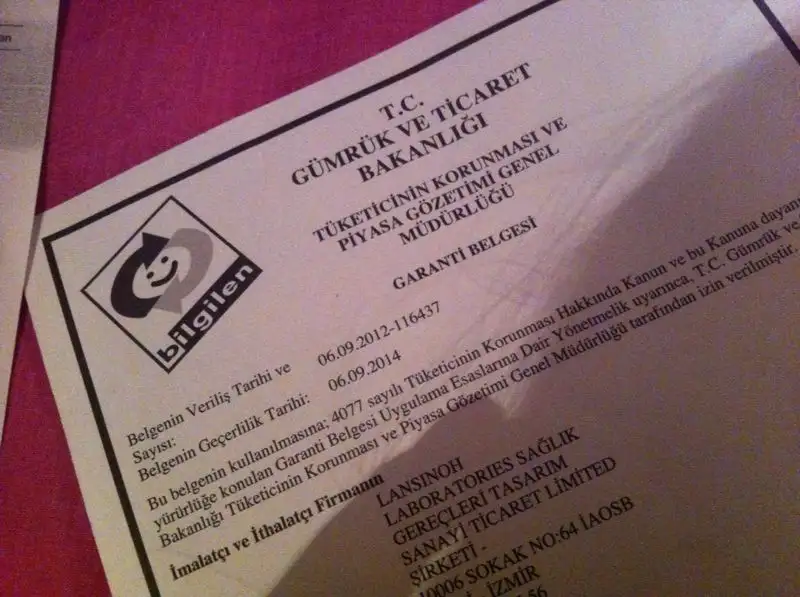 T.C.
GÜMRÜK VE TİCARET
BAKANLIĞI
TÜKETİCİNİN KORUNMASI VE
PİYASA GÖZETİMİ GENEL
MÜDÜRLÜĞÜ
GARANTİ BELGESİ
bilgilen
Belgenin Veriliş Tarihi ve
Sayısı:
06.09.2012-116437
Belgenin Geçerlilik Tarihi:
06.09.2014
Bu belgenin kullanılmasına; 4077 sayılı Tüketicinin Korunması Hakkında Kanun ve bu Kanuna dayanı
yürürlüğe konulan Garanti Belgesi Uygulama Esaslarına Dair Yönetmelik uyarınca, T.C. Gümrük ve
Bakanlığı Tüketicinin Korunması ve Piyasa Gözetimi Genel Müdürlüğü tarafından izin verilmiştir.
İmalatçı ve İthalatçı Firmanın
LANSINOH
LABORATORIES SAĞLIK
GEREÇLERİ TASARIM
SANAYİ TİCARET LİMİTED
ŞİRKETİ -
10006 SOKAK NO:64 İAOSB
İZMİR
56